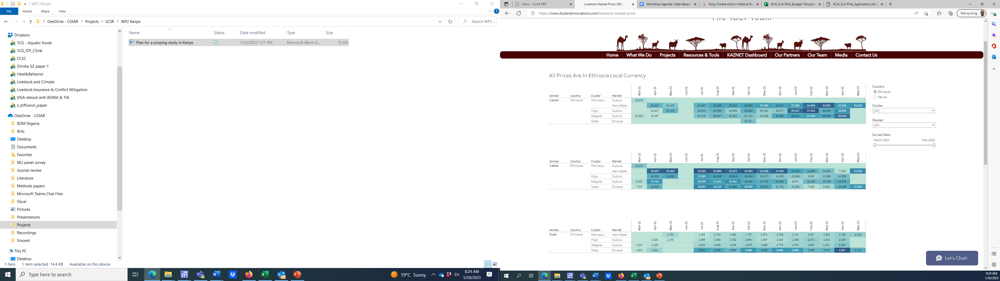 WP2 Kenya
File Home Share View
OneDrive - CGIAR Projects LCSR WP2 Kenya
Search WP2 ...
Name Status Date modified Type Size
Plan for a scoping study in Kenya 11/2/2022 1:21 PM Microsoft Word D... 15 KB
Dropbox
1CG - Aquatic foods
1CG_IDT_CSink
CC2C
Dirisha SZ paper 1
Heat&Behavior
Livestock and Climate
Livestock Insurance & Conflict Mitigation
VISA reboot with BOMA & TIA
z_diffusion_paper
OneDrive - CGIAR
BDM Nigeria
Birki
Desktop
Documents
Favorites
IBLI panel survey
Journal review
Literature
Methods papers
Microsoft Teams Chat Files
Oscar
Pictures
Presentations
Projects
Recordings
Vincent
This PC
Desktop
1 item 1 item selected 14.4 KB Available on this device
Type here to search
19°C Sunny
8:24 AM
1/20/2023
Menu - Unit4 ERP
Livestock Market Price | IBLI
Workshop Agenda: Index-Based
King Climate Action Initiative Re
KCAI_Full-Pilot_Budget-Template
KCAI_Full-Pilot_Application_Fall 2
https://www.drylandinnovations.com/livestock-market-price
Not syncing
The IBLI Team
Home What We Do Projects Resources & Tools KAZNET Dashboard Our Partners Our Team Media Contact Us
All Prices Are In Ethiopia Local Currency
Animal Country Cluster Market Mar-21 Apr-21 May-21 Jun-21 Jul-21 Aug-21 Sep-21 Oct-21 Nov-21 Dec-21 Jan-22 Feb-22 Mar-22 Apr-22 May-22
Camel Ethiopia Harweyu Dubluk 18,000
Haro Bake 24,227 21,400 24,667 26,288 26,016 26,535 27,480 26,517 27,589 34,093 35,991 27,925 29,183
Higo Dubluk 16,627 24,100 22,800 24,093 19,999 24,834 20,031 20,877 34,157 37,425 25,235 28,893
Magole Dubluk 16,950 16,457 21,675 23,267 22,300 21,710 20,089 25,566 26,814 27,100 26,436 33,423
Saba Elwaye 22,000
Country
Ethiopia
Kenya
Cluster
(All)
Market
(All)
Survey Date
March 2021 May 2022
Animal Country Cluster Market Mar-21 Apr-21 May-21 Jun-21 Jul-21 Aug-21 Sep-21 Oct-21 Nov-21 Dec-21 Jan-22 Feb-22 Mar-22 Apr-22 May-22
Cattle Ethiopia Harweyu Dubluk 11,000
Haro Bake 23,227 24,000 25,600 24,688 23,674 24,829 21,918 24,032 15,724 14,268 12,361 7,818 19,438
Higo Dubluk 14,552 15,380 17,580 16,168 15,918 15,410 13,017 11,292 10,549 9,630 11,296 12,355
Magole Dubluk 8,000 17,741 18,093 17,151 18,452 15,481 14,713 14,810 8,974 13,168 13,208 14,876
Saba Elwaye 7,000 13,950 19,844 19,118 15,885 18,000 15,273 11,731 10,250 7,825 8,864 14,429 17,500
Animal Country Cluster Market Mar-21 Apr-21 May-21 Jun-21 Jul-21 Aug-21 Sep-21 Oct-21 Nov-21 Dec-21 Jan-22 Feb-22 Mar-22 Apr-22 May-22
Goat Ethiopia Harweyu Haro Bake 1,730 1,433 1,702 1,683 1,797 1,674 1,752 1,744 1,827 1,832 2,029 2,103
Higo Dubluk 1,320 1,375 1,569 1,680 1,791 1,944 1,597 1,619 1,835 2,071 1,801 2,148
Magole Dubluk 1,300 1,426 1,808 1,836 1,848 1,975 1,866 1,773 1,873 1,967 1,914 2,434
Saba Elwaye 1,300 1,900 3,511 3,256 2,893 3,958 3,282 3,935 3,800 2,963 3,000 5,957 3,175
Let's Chat!
8:24 AM
1/20/2023